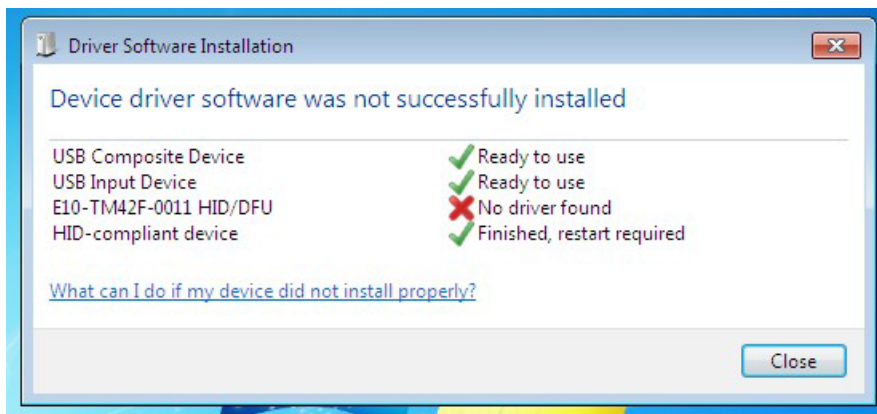 Driver Software Installation
Device driver software was not successfully installed
USB Composite Device Ready to use
USB Input Device Ready to use
E10-TM42F-0011 HID/DFU No driver found
HID-compliant device Finished, restart required
What can I do if my device did not install properly?
Close